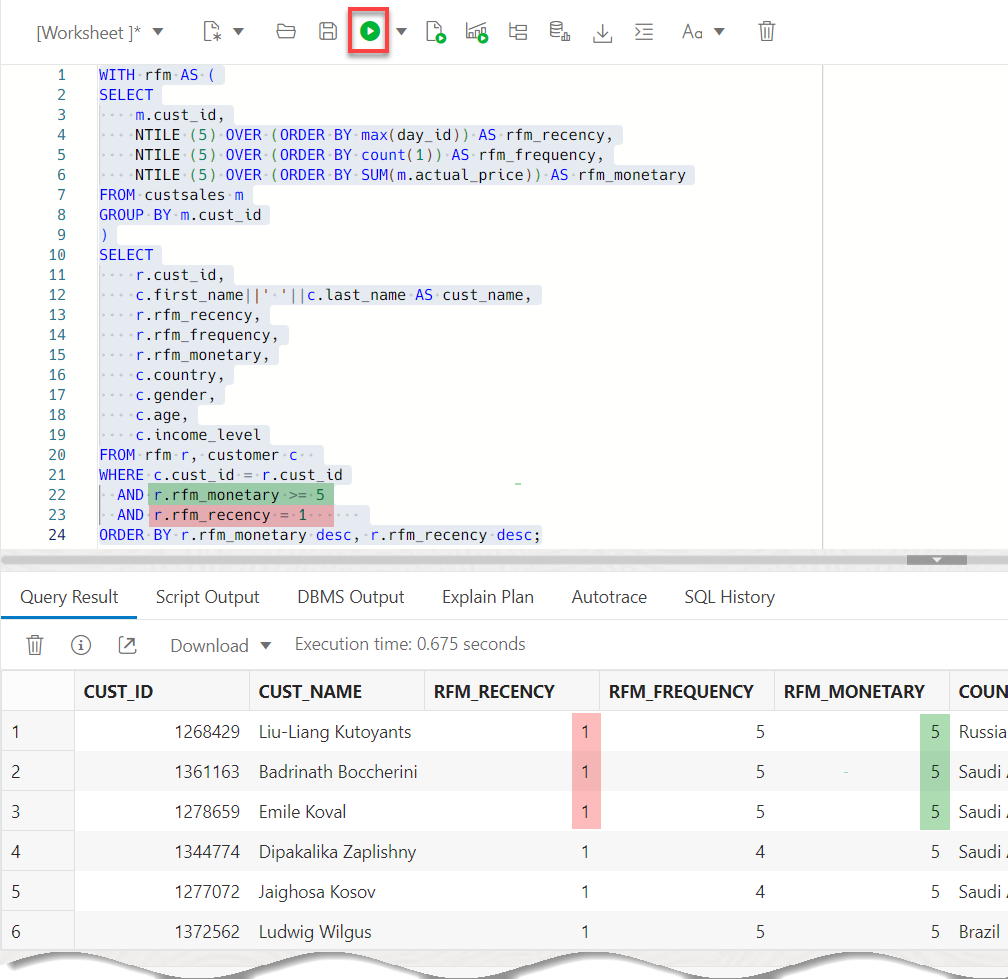 [Worksheet ]*
Aa
1 WITH rfm AS (
2 SELECT
3 m.cust_id,
4 NTILE (5) OVER (ORDER BY max(day_id)) AS rfm_recency,
5 NTILE (5) OVER (ORDER BY count(1)) AS rfm_frequency,
6 NTILE (5) OVER (ORDER BY SUM(m.actual_price)) AS rfm_monetary
7 FROM custsales m
8 GROUP BY m.cust_id
9 )
10 SELECT
11 r.cust_id,
12 c.first_name||' '||c.last_name AS cust_name,
13 r.rfm_recency,
14 r.rfm_frequency,
15 r.rfm_monetary,
16 c.country,
17 c.gender,
18 c.age,
19 c.income_level
20 FROM rfm r, customer c
21 WHERE c.cust_id = r.cust_id
22 AND r.rfm_monetary >= 5
23 AND r.rfm_recency = 1
24 ORDER BY r.rfm_monetary desc, r.rfm_recency desc;
Query Result Script Output DBMS Output Explain Plan Autotrace SQL History
Download Execution time: 0.675 seconds
CUST_ID CUST_NAME RFM_RECENCY RFM_FREQUENCY RFM_MONETARY COUN
1 1268429 Liu-Liang Kutoyants 1 5 5 Russia
2 1361163 Badrinath Boccherini 1 5 5 Saudi
3 1278659 Emile Koval 1 5 5 Saudi
4 1344774 Dipakalika Zaplishny 1 4 5 Saudi
5 1277072 Jaighosa Kosov 1 4 5 Saudi
6 1372562 Ludwig Wilgus 1 5 5 Brazil